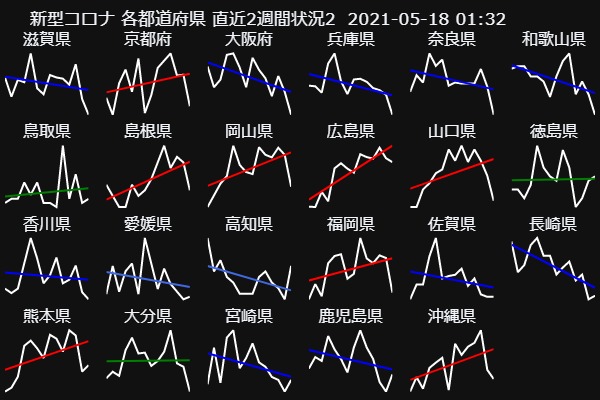 新型コロナ 各都道府県 直近2週間状況2 2021-05-18 01:32
滋賀県 京都府 大阪府 兵庫県 奈良県 和歌山県
鳥取県 島根県 岡山県 広島県 山口県 徳島県
香川県 愛媛県 高知県 福岡県 佐賀県 長崎県
熊本県 大分県 宮崎県 鹿児島県 沖縄県